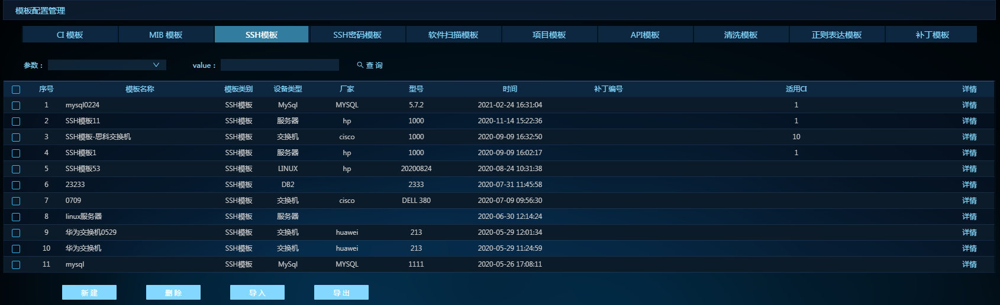 模板配置管理
CI 模板 MIB 模板 SSH模板 SSH密码模板 软件扫描模板 项目模板 API模板 清洗模板 正则表达模板 补丁模板
参数： value： 查 询
序号 模板名称 模板类别 设备类型 厂家 型号 时间 补丁编号 适用CI 详情
1 mysql0224 SSH模板 MySql MYSQL 5.7.2 2021-02-24 16:31:04 1 详情
2 SSH模板11 SSH模板 服务器 hp 1000 2020-11-14 15:22:36 1 详情
3 SSH模板-思科交换机 SSH模板 交换机 cisco 1000 2020-09-09 16:32:50 10 详情
4 SSH模板1 SSH模板 服务器 hp 1000 2020-09-09 16:02:17 1 详情
5 SSH模板53 SSH模板 LINUX hp 20200824 2020-08-24 10:31:38 详情
6 23233 SSH模板 DB2 2333 2020-07-31 11:45:58 详情
7 0709 SSH模板 交换机 cisco DELL 380 2020-07-09 09:56:30 详情
8 linux服务器 SSH模板 服务器 2020-06-30 12:14:24 详情
9 华为交换机0529 SSH模板 交换机 huawei 213 2020-05-29 12:01:34 详情
10 华为交换机 SSH模板 交换机 huawei 213 2020-05-29 11:24:59 详情
11 mysql SSH模板 MySql MYSQL 1111 2020-05-26 17:08:11 详情
新 建 删 除 导 入 导 出